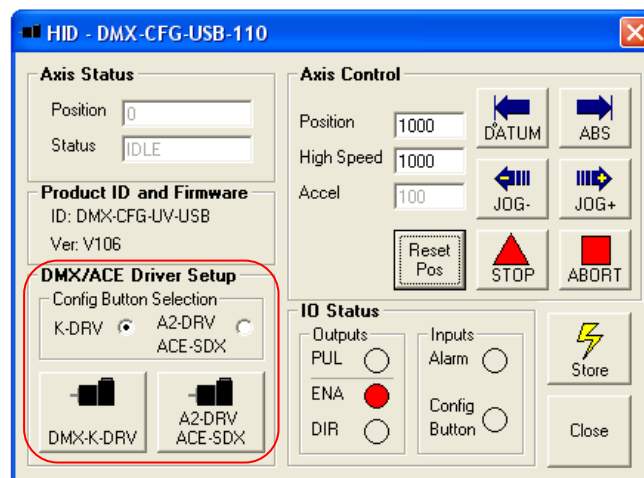 HID - DMX-CFG-USB-110
Axis Status
Position 0
Status IDLE
Product ID and Firmware
ID: DMX-CFG-UV-USB
Ver: V106
DMX/ACE Driver Setup
Config Button Selection
K-DRV
A2-DRV
ACE-SDX
DMX-K-DRV
A2-DRV
ACE-SDX
Axis Control
Position 1000
High Speed 1000
Accel 100
DATUM
ABS
JOG-
JOG+
Reset
Pos
STOP
ABORT
IO Status
Outputs
PUL
ENA
DIR
Inputs
Alarm
Config
Button
Store
Close